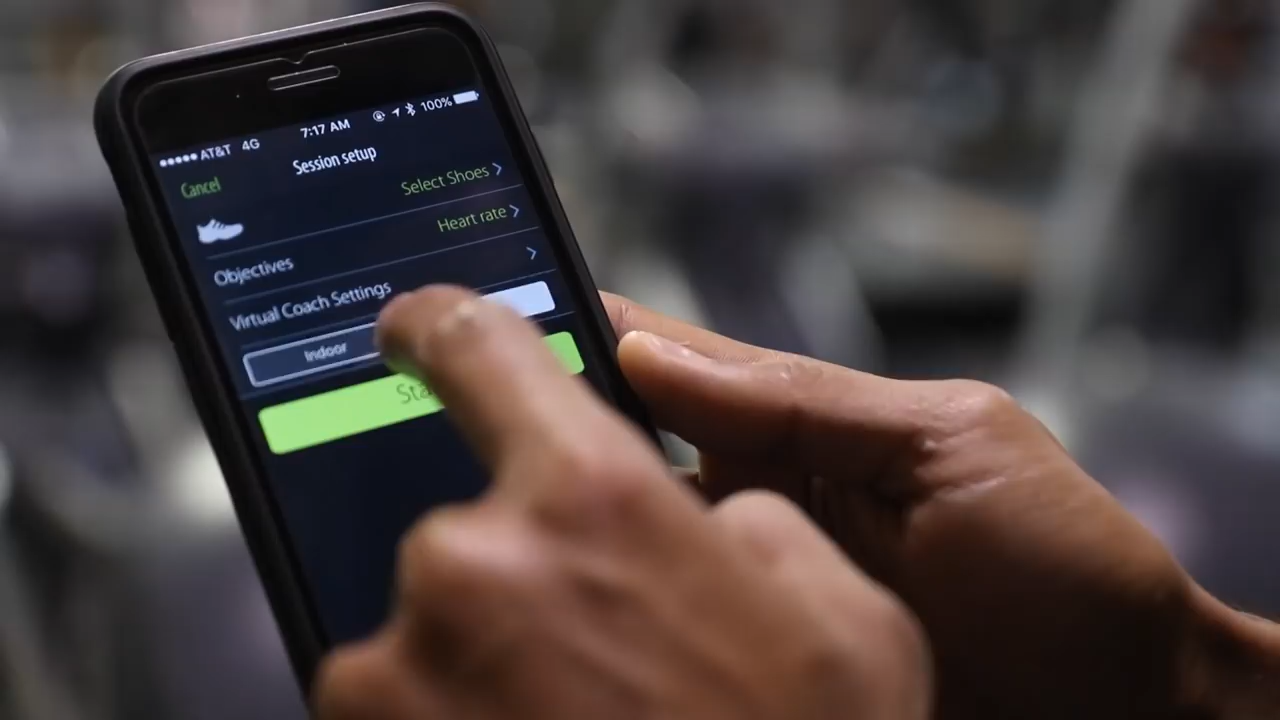 ●●●●● AT&T 4G 7:17 AM 100%
Cancel Session setup
Select Shoes >
Objectives Heart rate >
Virtual Coach Settings >
Indoor